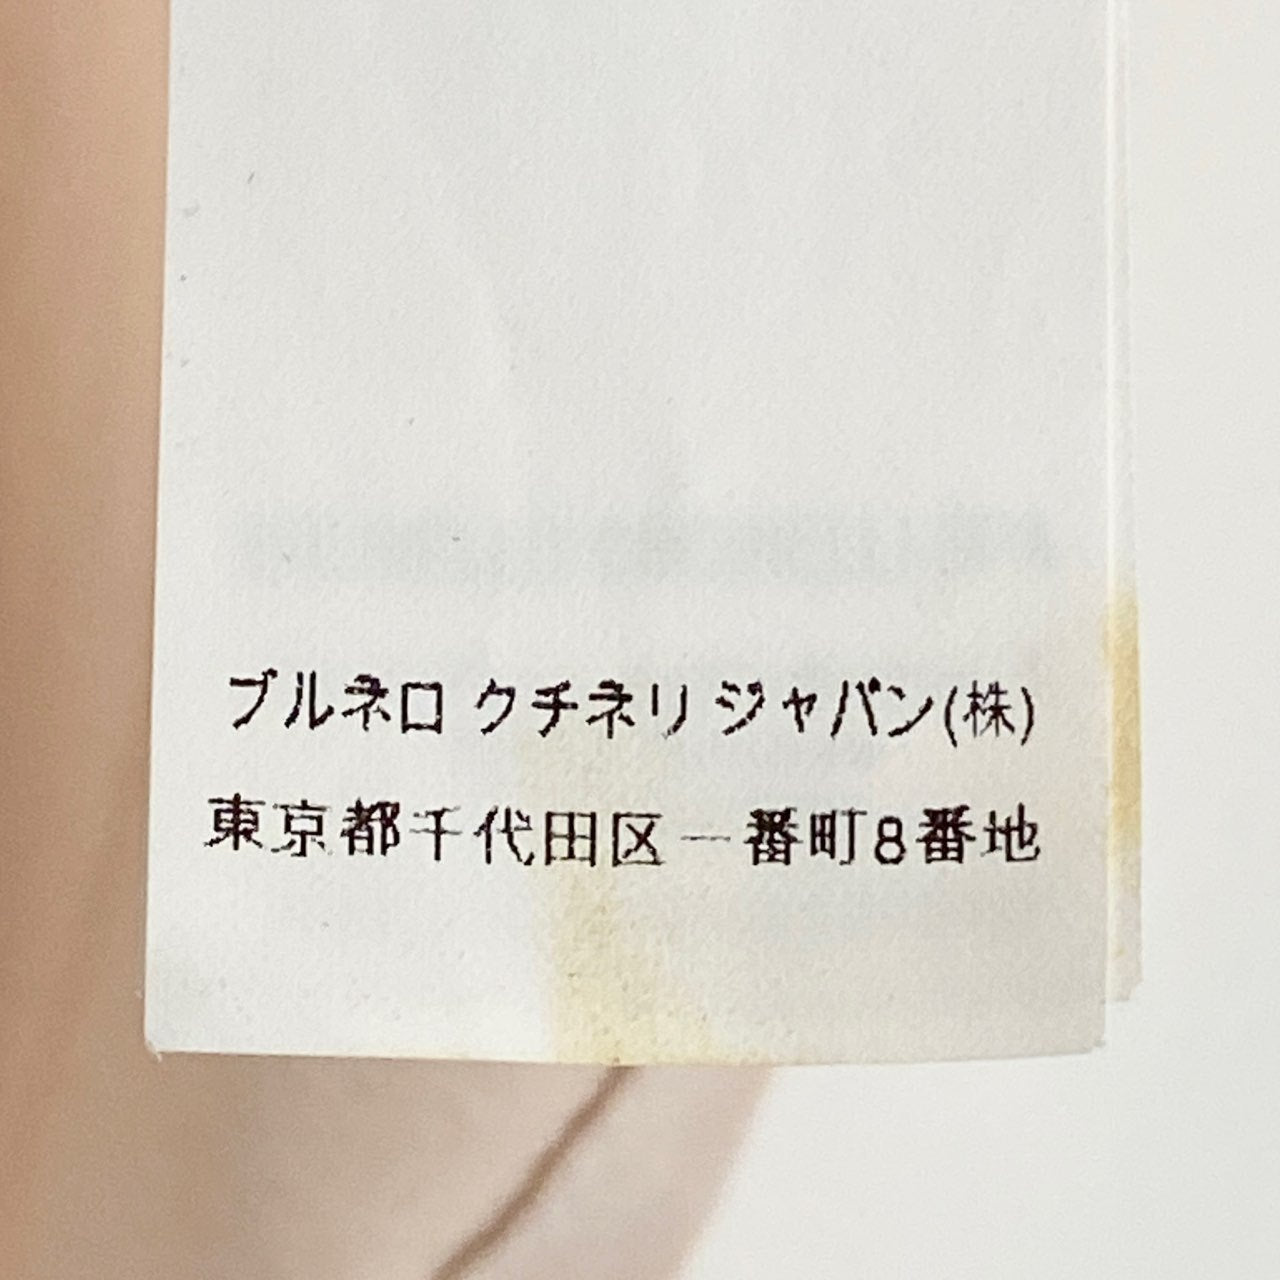 ブルネロ クチネリ ジャパン(株)
東京都千代田区一番町8番地